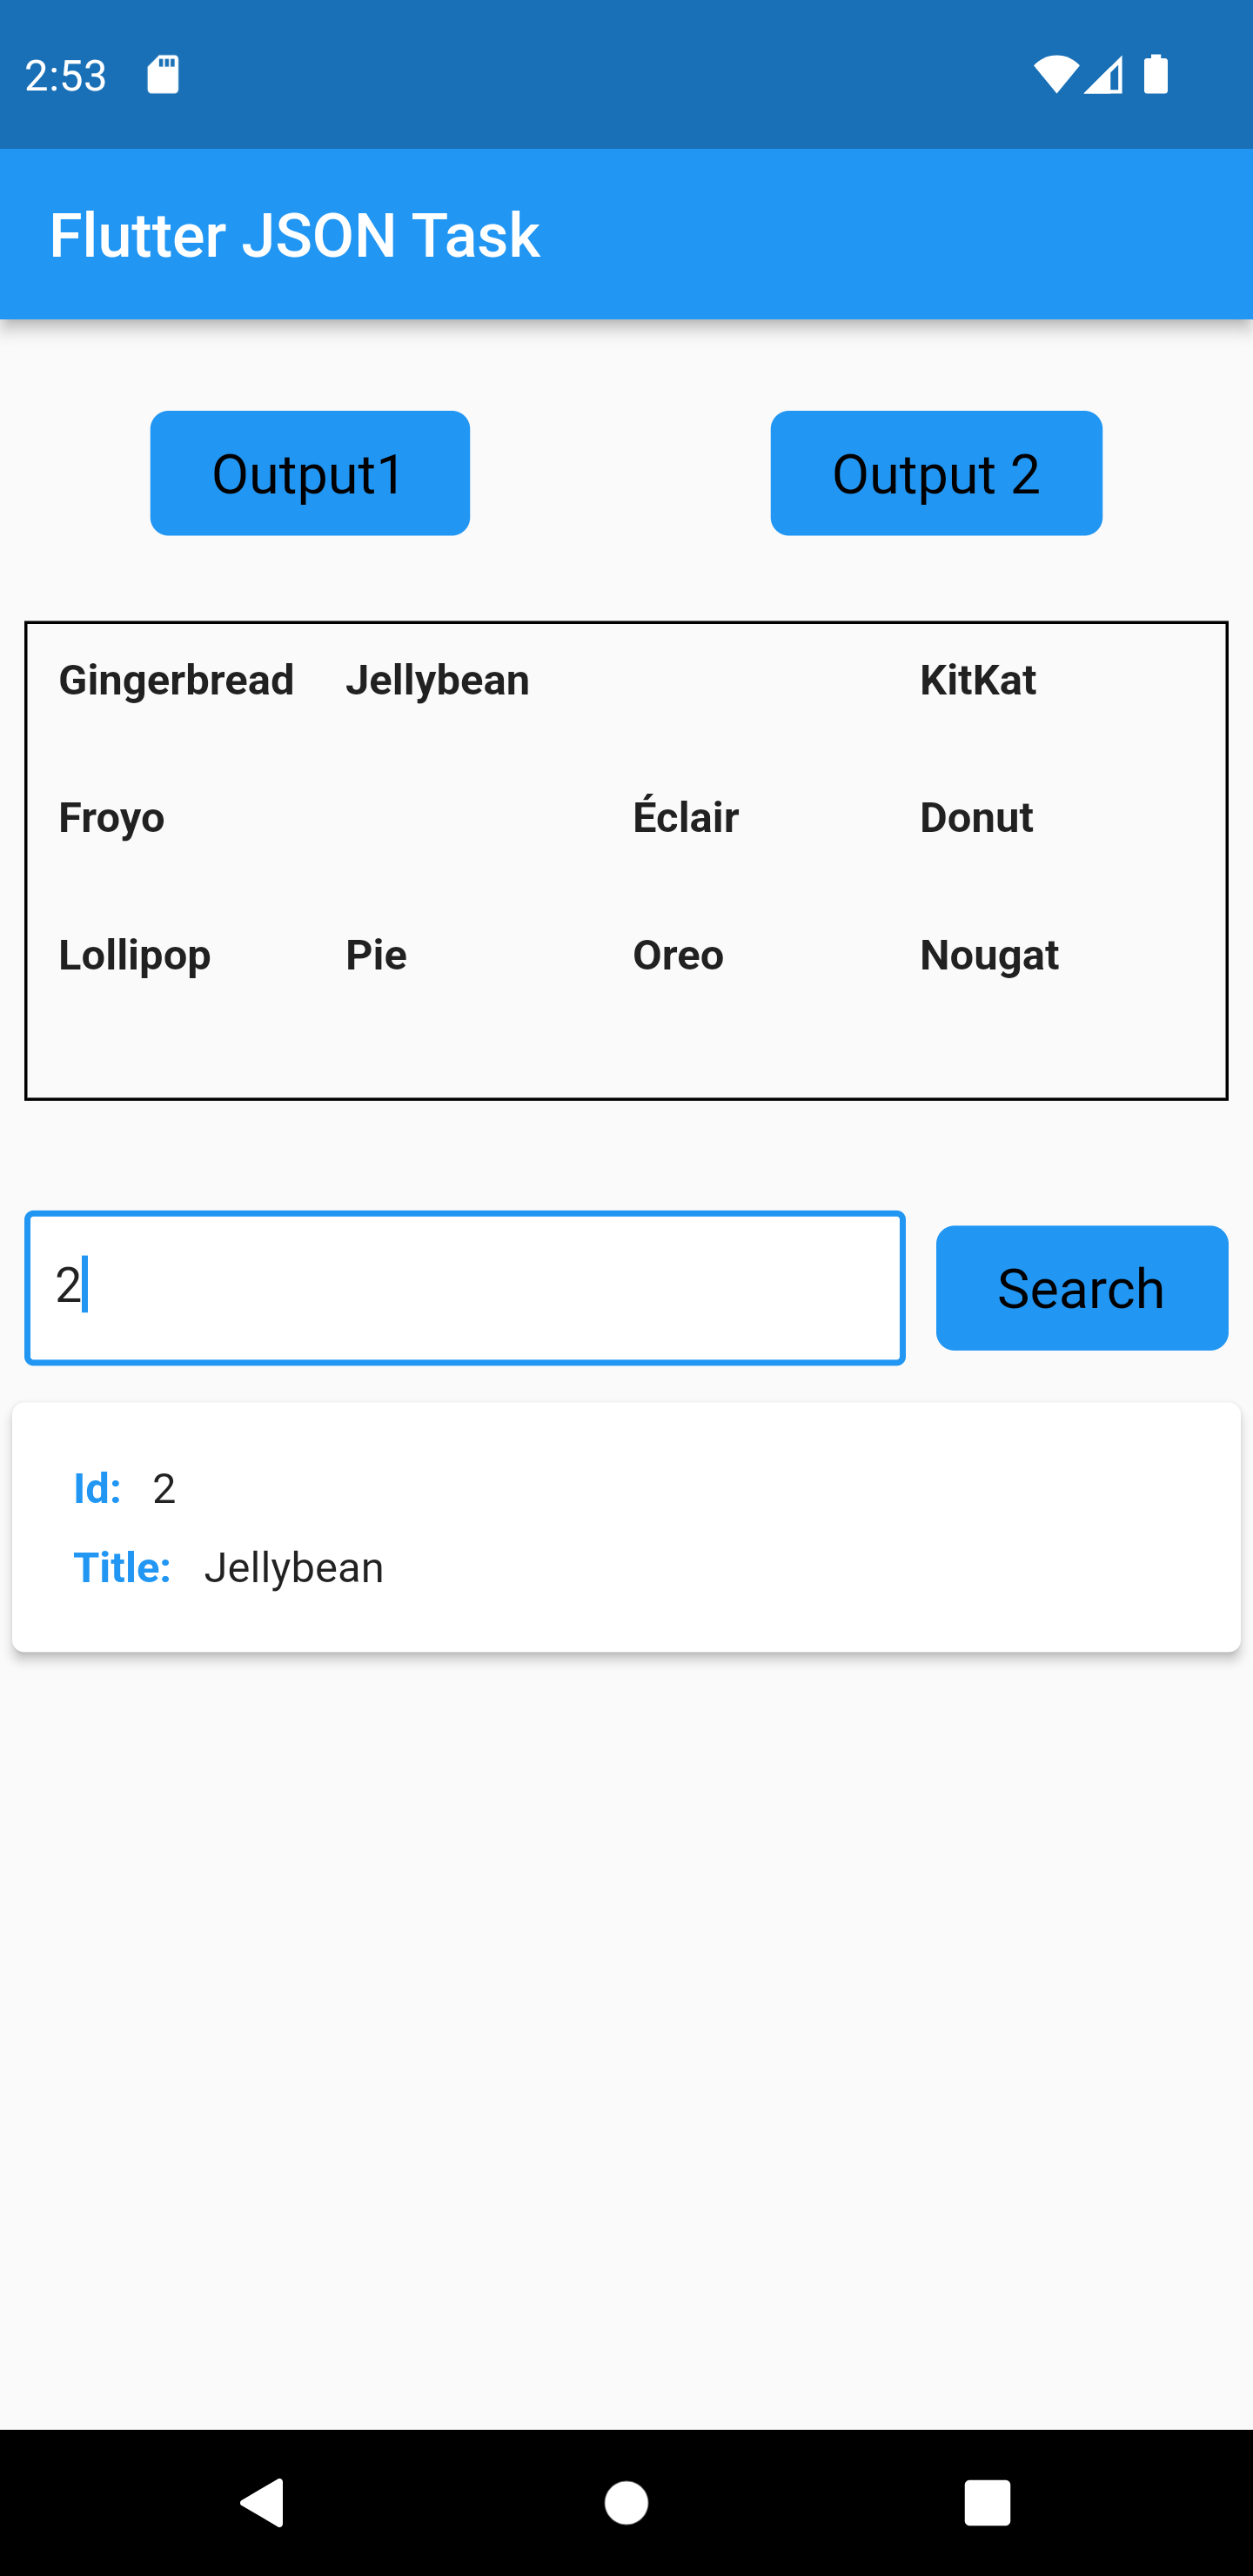 2:53
Flutter JSON Task
Output1 Output 2
Gingerbread Jellybean KitKat
Froyo Éclair Donut
Lollipop Pie Oreo Nougat
2 Search
Id: 2
Title: Jellybean